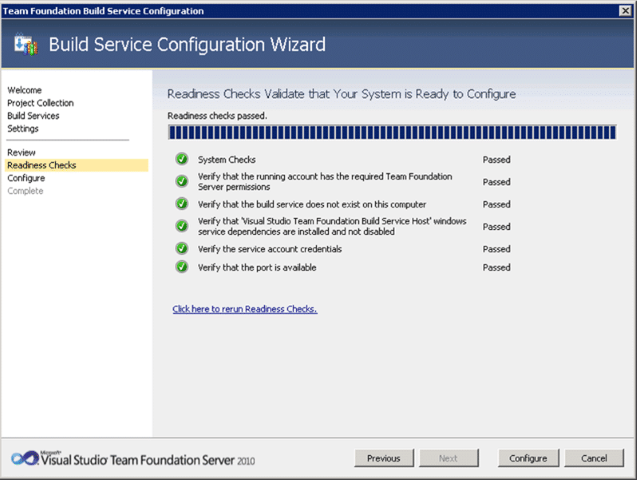 Team Foundation Build Service Configuration
Build Service Configuration Wizard
Welcome
Project Collection
Build Services
Settings
Review
Readiness Checks
Configure
Complete
Readiness Checks Validate that Your System is Ready to Configure
Readiness checks passed.
System Checks Passed
Verify that the running account has the required Team Foundation
Server permissions Passed
Verify that the build service does not exist on this computer Passed
Verify that 'Visual Studio Team Foundation Build Service Host' windows
service dependencies are installed and not disabled Passed
Verify the service account credentials Passed
Verify that the port is available Passed
Click here to rerun Readiness Checks.
Microsoft
Visual Studio Team Foundation Server 2010
Previous Next Configure Cancel